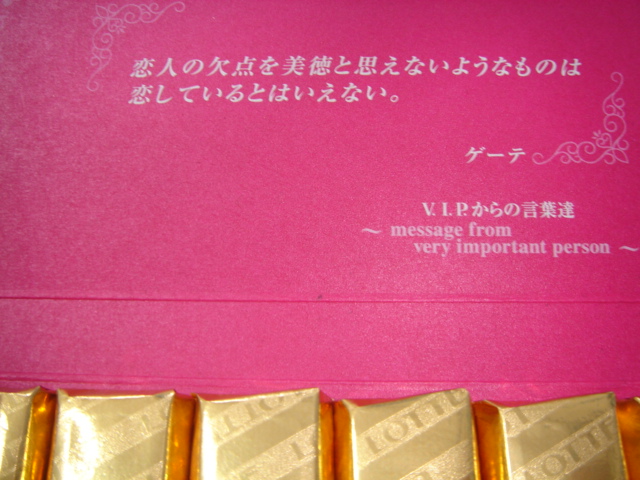 恋人の欠点を美徳と思えないようなものは
恋しているとはいえない。
ゲーテ
V.I.P.からの言葉達
～ message from
very important person ～
LOTTE
LOTTE